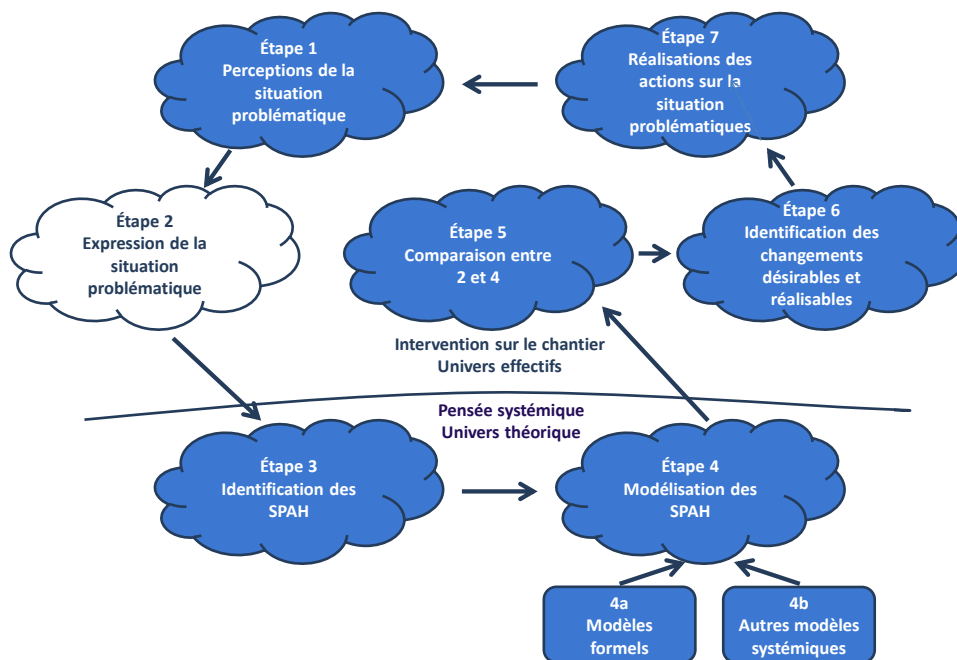 Étape 1
Perceptions de la
situation
problématique
Étape 7
Réalisations des
actions sur la
situation
problématiques
Étape 2
Expression de la
situation
problématique
Étape 5
Comparaison entre
2 et 4
Étape 6
Identification des
changements
désirables et
réalisables
Intervention sur le chantier
Univers effectifs
Pensée systémique
Univers théorique
Étape 3
Identification des
SPAH
Étape 4
Modélisation des
SPAH
4a
Modèles
formels
4b
Autres modèles
systémiques